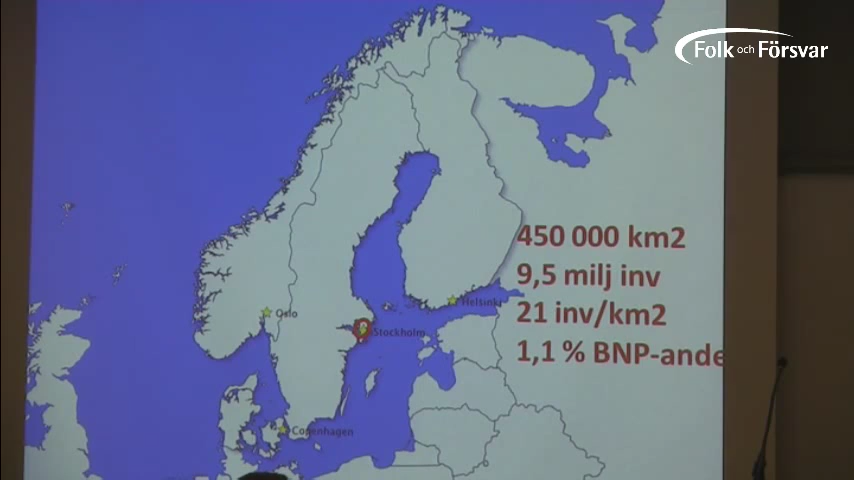 Folk och Försvar
450 000 km2
9,5 milj inv
Helsinki
21 inv/km2
Oslo
Stockholm
1,1 % BNP-ande
Copenhagen